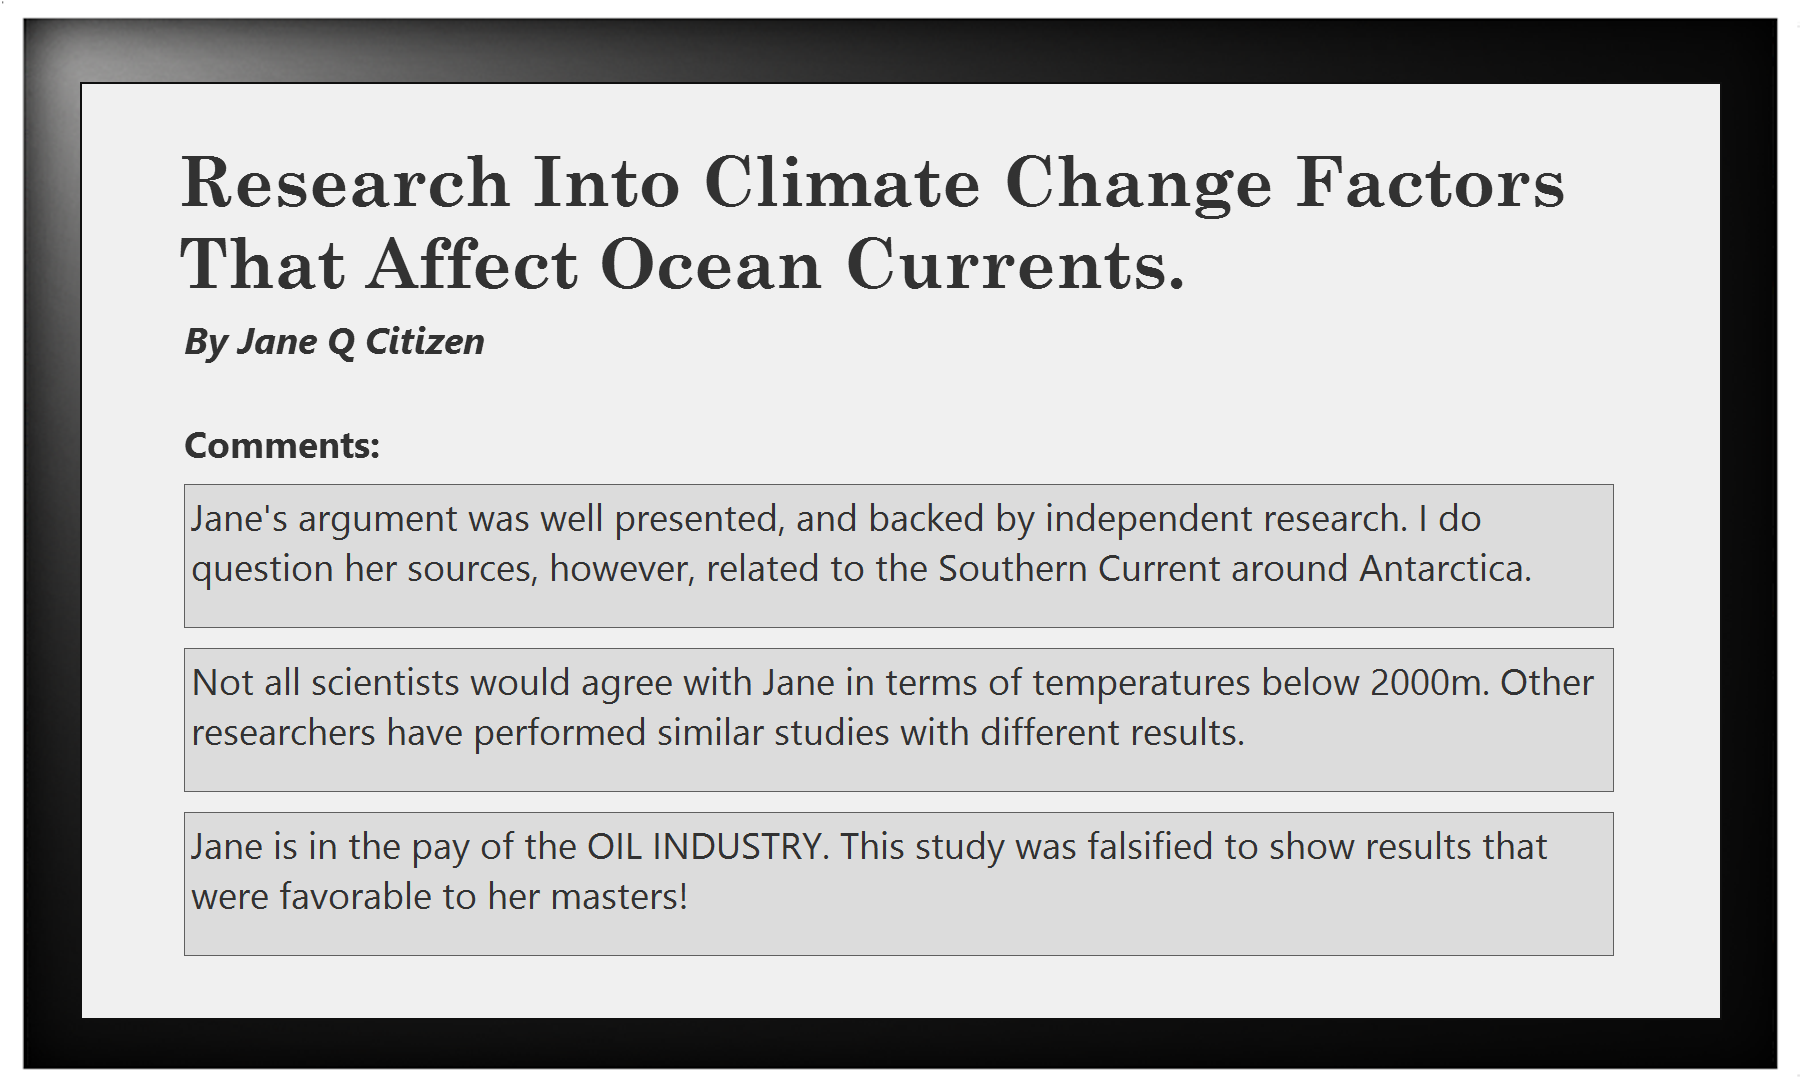 Research Into Climate Change Factors
That Affect Ocean Currents.
By Jane Q Citizen
Comments:
Jane's argument was well presented, and backed by independent research. I do
question her sources, however, related to the Southern Current around Antarctica.
Not all scientists would agree with Jane in terms of temperatures below 2000m. Other
researchers have performed similar studies with different results.
Jane is in the pay of the OIL INDUSTRY. This study was falsified to show results that
were favorable to her masters!